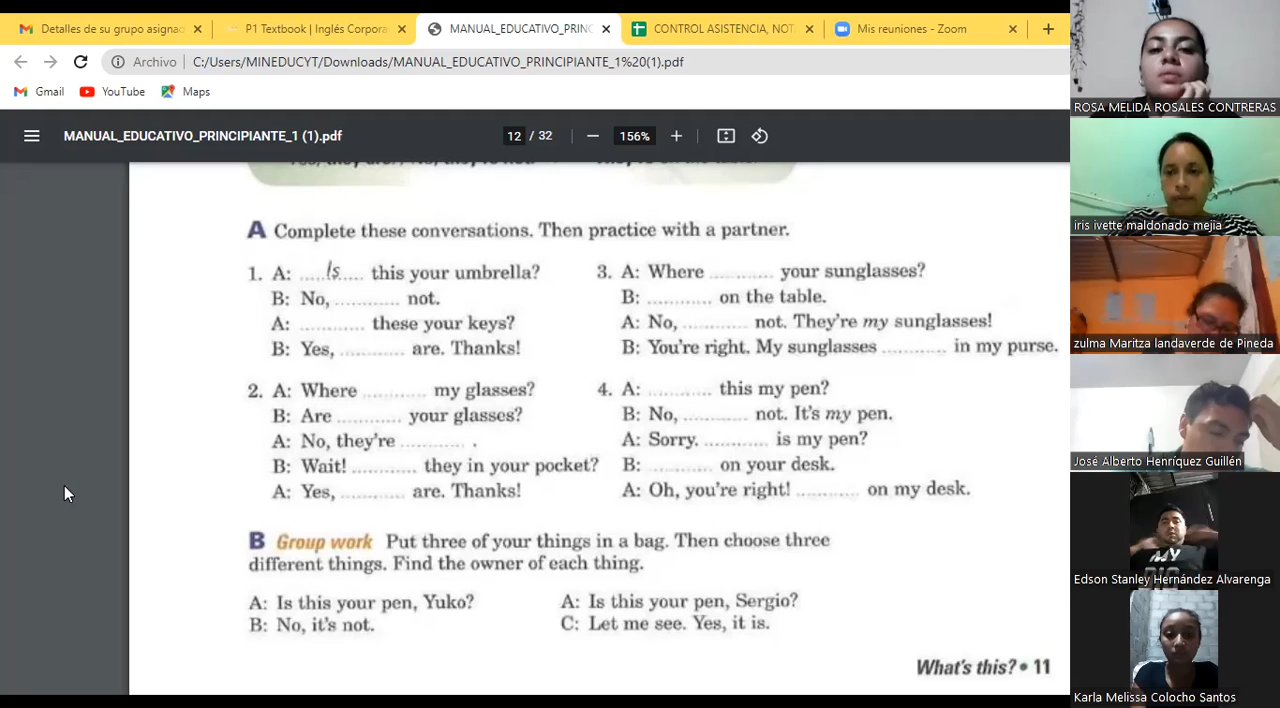 Detalles de su grupo asignad
P1 Textbook | Inglés Corpora
MANUAL_EDUCATIVO_PRINC
CONTROL ASISTENCIA, NOT
Mis reuniones - Zoom
Archivo
C:/Users/MINEDUCYT/Downloads/MANUAL_EDUCATIVO_PRINCIPIANTE_1%20(1).pdf
Gmail
YouTube
Maps
MANUAL_EDUCATIVO_PRINCIPIANTE_1 (1).pdf
12 / 32
156%
A Complete these conversations. Then practice with a partner.
1. A: .....Is..... this your umbrella?
B: No, ............ not.
A: ............ these your keys?
B: Yes, ............ are. Thanks!
2. A: Where ............ my glasses?
B: Are ............ your glasses?
A: No, they're ............ .
B: Wait! ............ they in your pocket?
A: Yes, ............ are. Thanks!
3. A: Where ............ your sunglasses?
B: ............ on the table.
A: No, ............ not. They're my sunglasses!
B: You're right. My sunglasses ............ in my purse.
4. A: ............ this my pen?
B: No, ............ not. It's my pen.
A: Sorry. ............ is my pen?
B: ............ on your desk.
A: Oh, you're right! ............ on my desk.
B Group work Put three of your things in a bag. Then choose three
different things. Find the owner of each thing.
A: Is this your pen, Yuko?
B: No, it's not.
A: Is this your pen, Sergio?
C: Let me see. Yes, it is.
What's this? • 11
ROSA MELIDA ROSALES CONTRERAS
iris ivette maldonado mejia
zulma Maritza landaverde de Pineda
José Alberto Henríquez Guillén
MY
Edson Stanley Hernández Alvarenga
Karla Melissa Colocho Santos